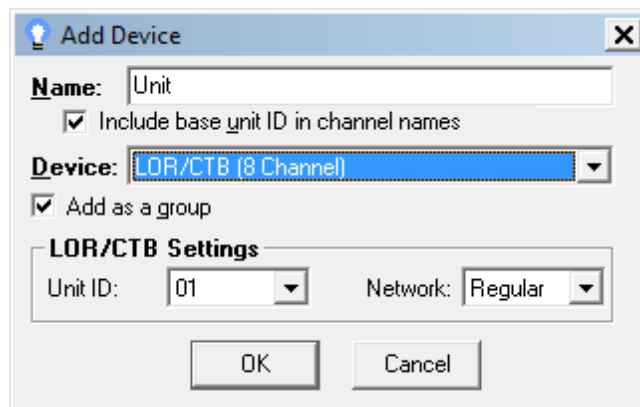 Add Device
Name: Unit
Include base unit ID in channel names
Device: LOR/CTB (8 Channel)
Add as a group
LOR/CTB Settings
Unit ID: 01 Network: Regular
OK Cancel